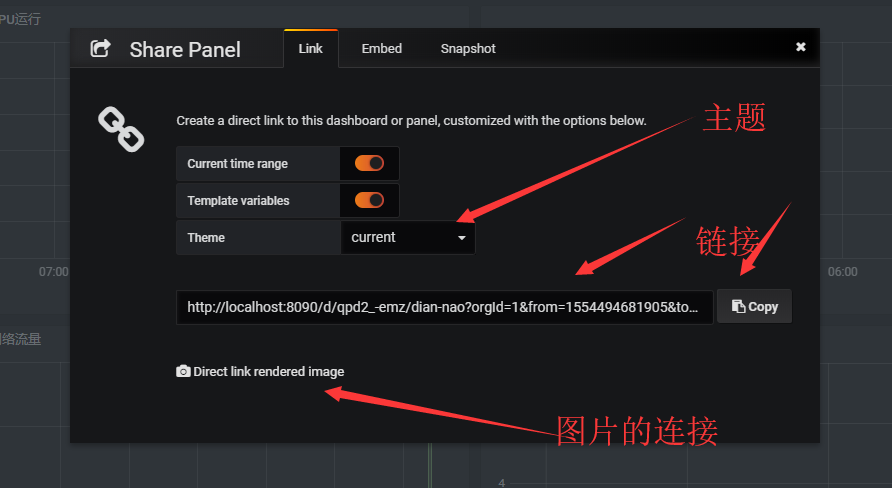 PU运行
Share Panel
Link
Embed
Snapshot
Create a direct link to this dashboard or panel, customized with the options below.
主题
Current time range
Template variables
Theme
current
链接
07:00
06:00
http://localhost:8090/d/qpd2_-emz/dian-nao?orgId=1&from=1554494681905&to...
Copy
络流量
Direct link rendered image
图片的连接
4